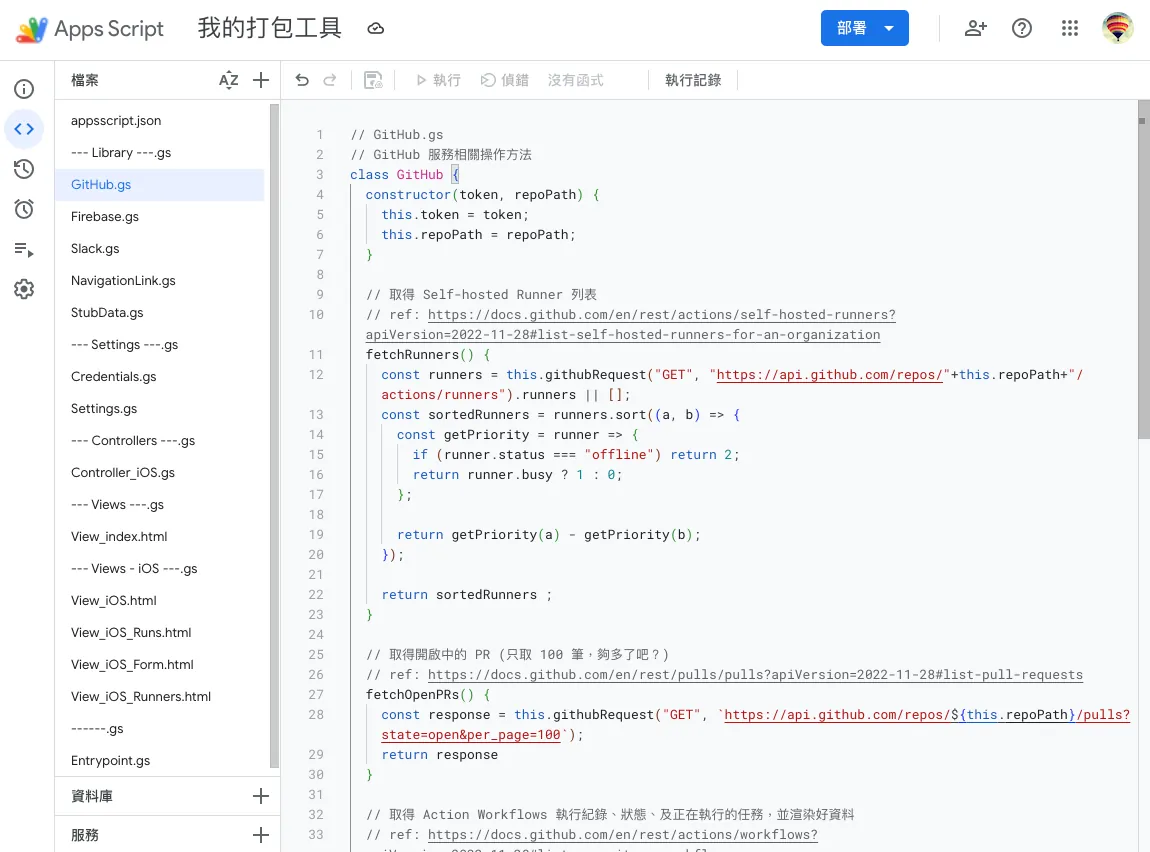 Apps Script
我的打包工具
部署
檔案
AZ
執行
偵錯
沒有函式
執行記錄
appsscript.json
--- Library ---.gs
GitHub.gs
Firebase.gs
Slack.gs
NavigationLink.gs
StubData.gs
--- Settings ---.gs
Credentials.gs
Settings.gs
--- Controllers ---.gs
Controller_iOS.gs
--- Views ---.gs
View_index.html
--- Views - iOS ---.gs
View_iOS.html
View_iOS_Runs.html
View_iOS_Form.html
View_iOS_Runners.html
------.gs
Entrypoint.gs
資料庫
服務
1 // GitHub.gs
2 // GitHub 服務相關操作方法
3 class GitHub {
4 constructor(token, repoPath) {
5 this.token = token;
6 this.repoPath = repoPath;
7 }
8
9 // 取得 Self-hosted Runner 列表
10 // ref: https://docs.github.com/en/rest/actions/self-hosted-runners?
apiVersion=2022-11-28#list-self-hosted-runners-for-an-organization
11 fetchRunners() {
12 const runners = this.githubRequest("GET", "https://api.github.com/repos/"+this.repoPath+"/
actions/runners").runners || [];
13 const sortedRunners = runners.sort((a, b) => {
14 const getPriority = runner => {
15 if (runner.status === "offline") return 2;
16 return runner.busy ? 1 : 0;
17 };
18
19 return getPriority(a) - getPriority(b);
20 });
21
22 return sortedRunners ;
23 }
24
25 // 取得開啟中的 PR (只取 100 筆，夠多了吧？)
26 // ref: https://docs.github.com/en/rest/pulls/pulls?apiVersion=2022-11-28#list-pull-requests
27 fetchOpenPRs() {
28 const response = this.githubRequest("GET", `https://api.github.com/repos/${this.repoPath}/pulls?
state=open&per_page=100`);
29 return response
30 }
31
32 // 取得 Action Workflows 執行紀錄、狀態、及正在執行的任務，並渲染好資料
33 // ref: https://docs.github.com/en/rest/actions/workflows?